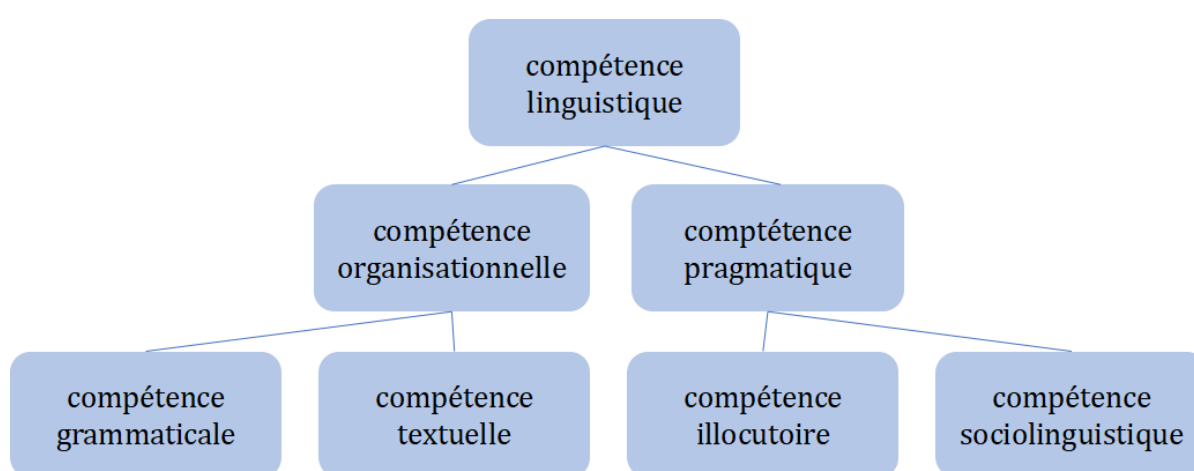 compétence
linguistique
compétence
organisationnelle
comptétence
pragmatique
compétence
grammaticale
compétence
textuelle
compétence
illocutoire
compétence
sociolinguistique